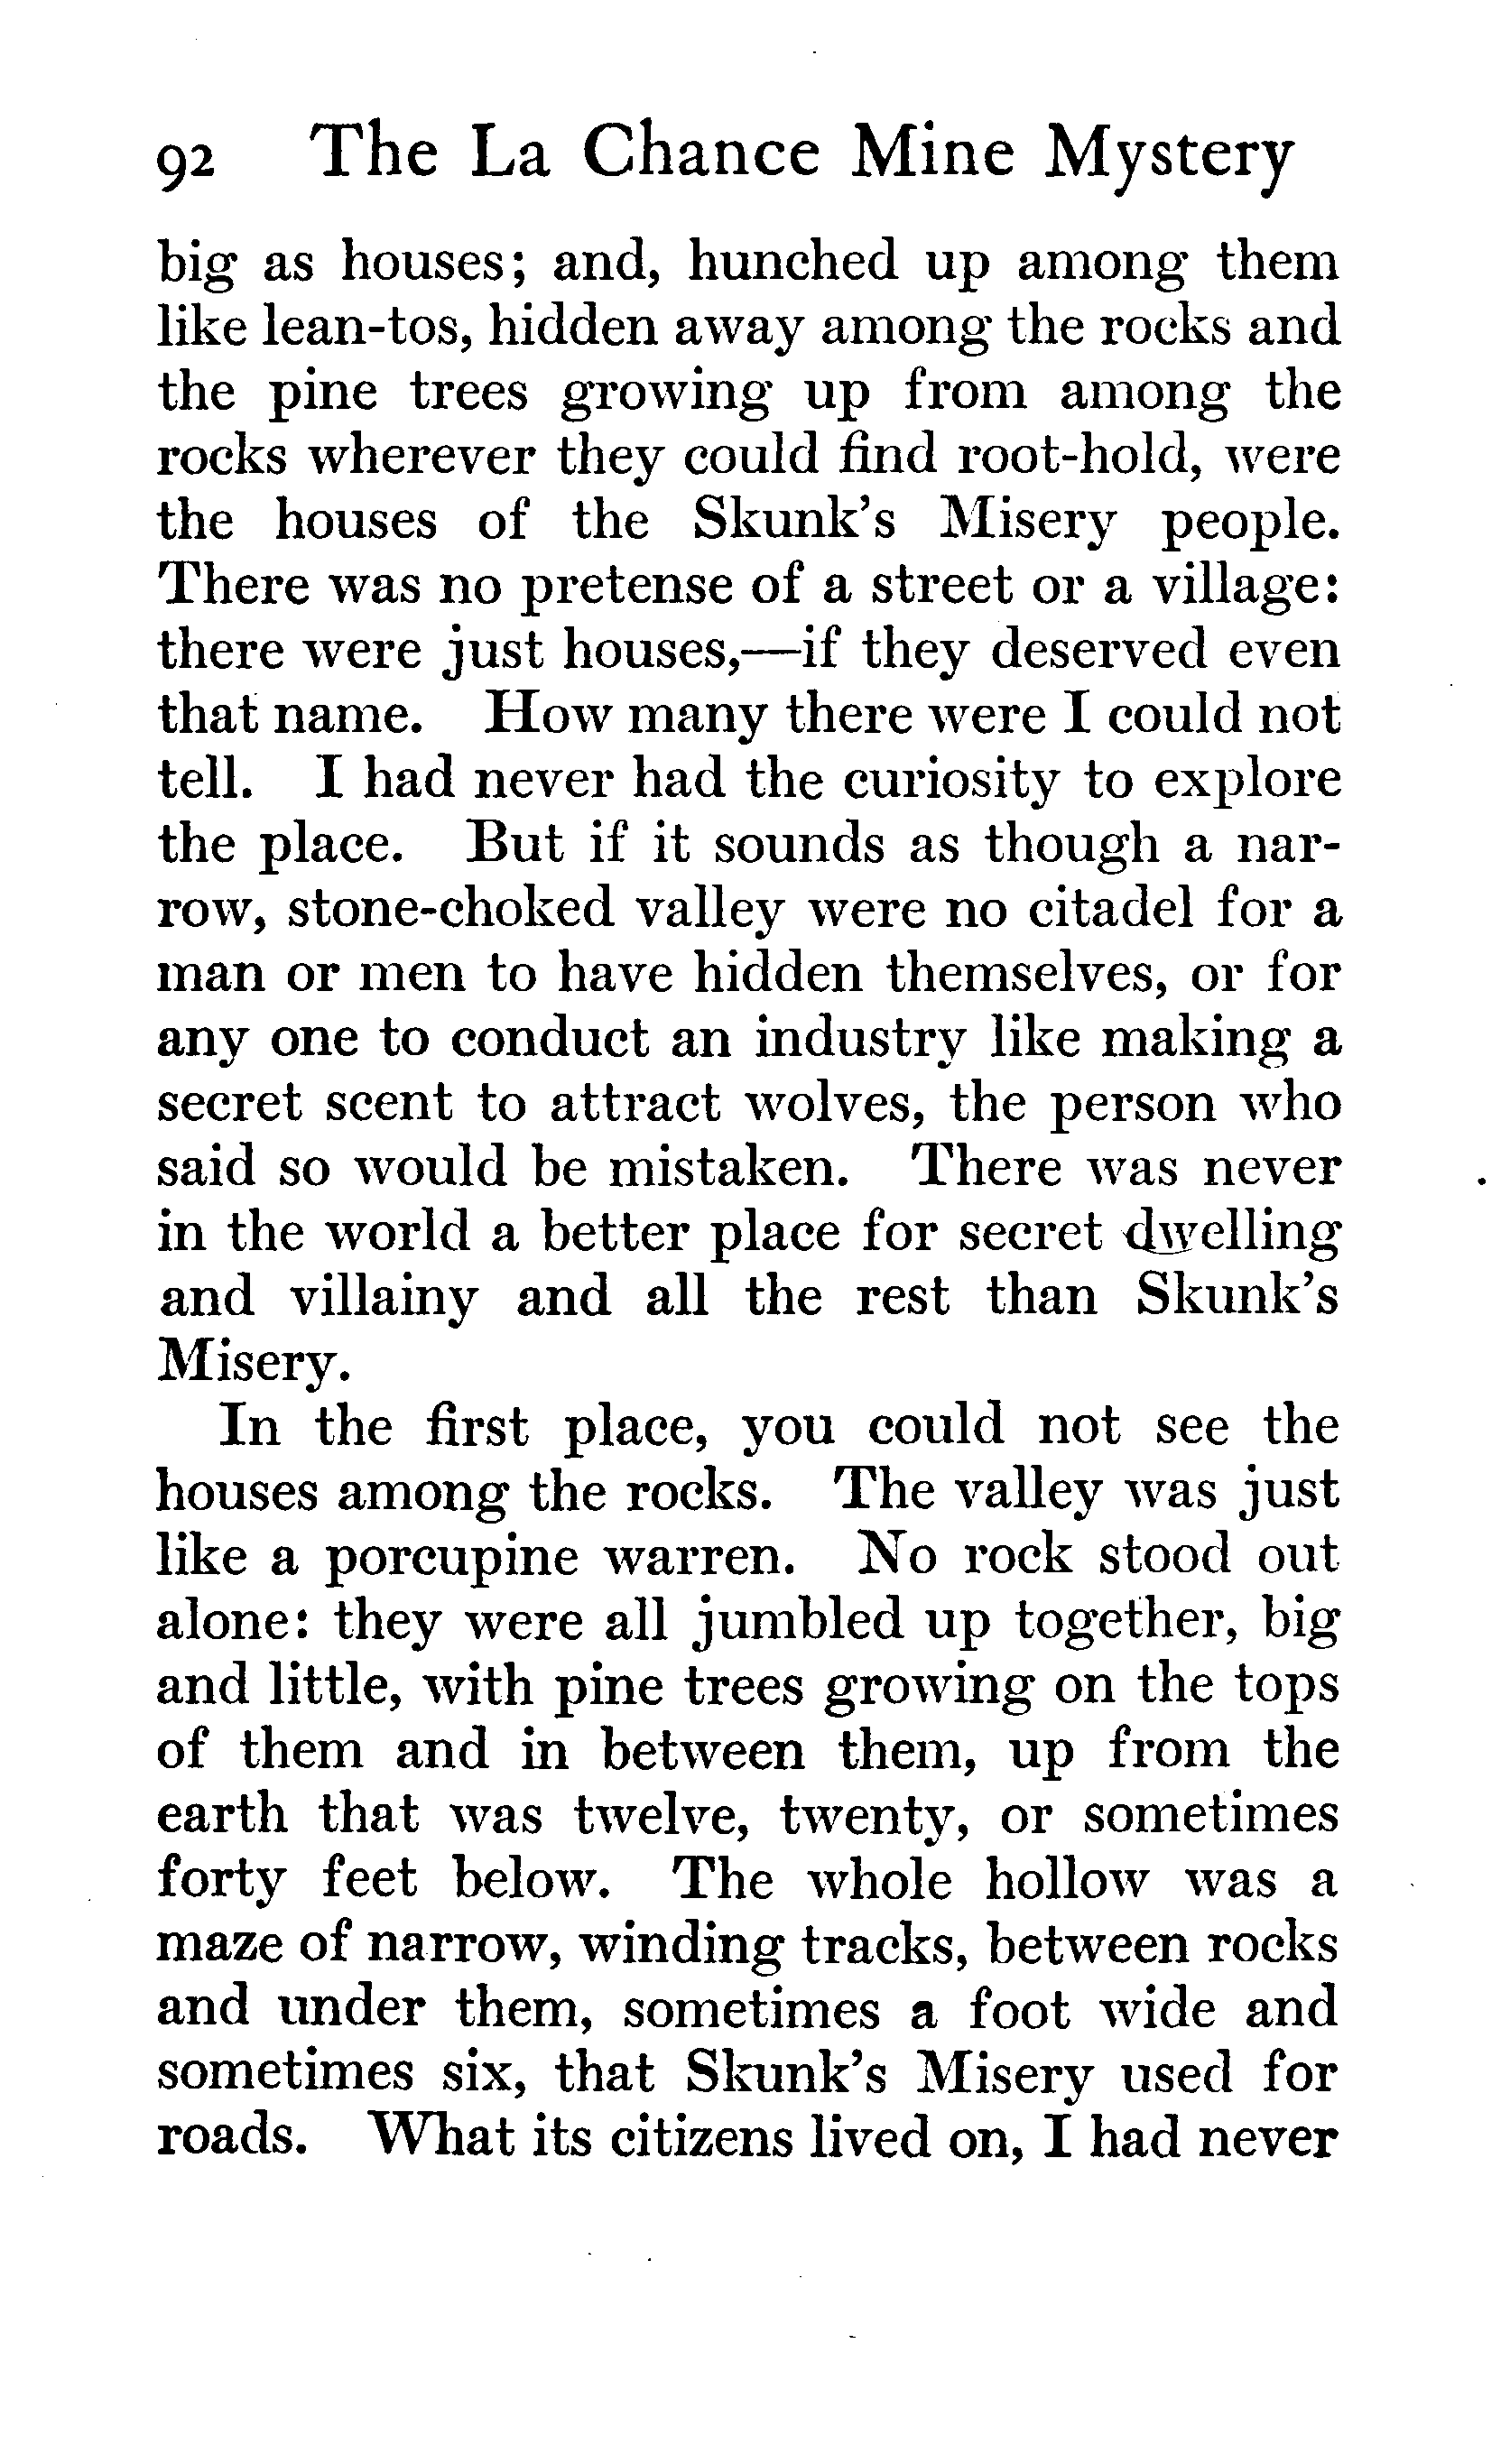 92 The La Chance Mine Mystery
big as houses; and, hunched up among them
like lean-tos, hidden away among the rocks and
the pine trees growing up from among the
rocks wherever they could find root-hold, were
the houses of the Skunk's Misery people.
There was no pretense of a street or a village:
there were just houses,—if they deserved even
that name. How many there were I could not
tell. I had never had the curiosity to explore
the place. But if it sounds as though a nar-
row, stone-choked valley were no citadel for a
man or men to have hidden themselves, or for
any one to conduct an industry like making a
secret scent to attract wolves, the person who
said so would be mistaken. There was never
in the world a better place for secret dwelling
and villainy and all the rest than Skunk's
Misery.
In the first place, you could not see the
houses among the rocks. The valley was just
like a porcupine warren. No rock stood out
alone: they were all jumbled up together, big
and little, with pine trees growing on the tops
of them and in between them, up from the
earth that was twelve, twenty, or sometimes
forty feet below. The whole hollow was a
maze of narrow, winding tracks, between rocks
and under them, sometimes a foot wide and
sometimes six, that Skunk's Misery used for
roads. What its citizens lived on, I had never